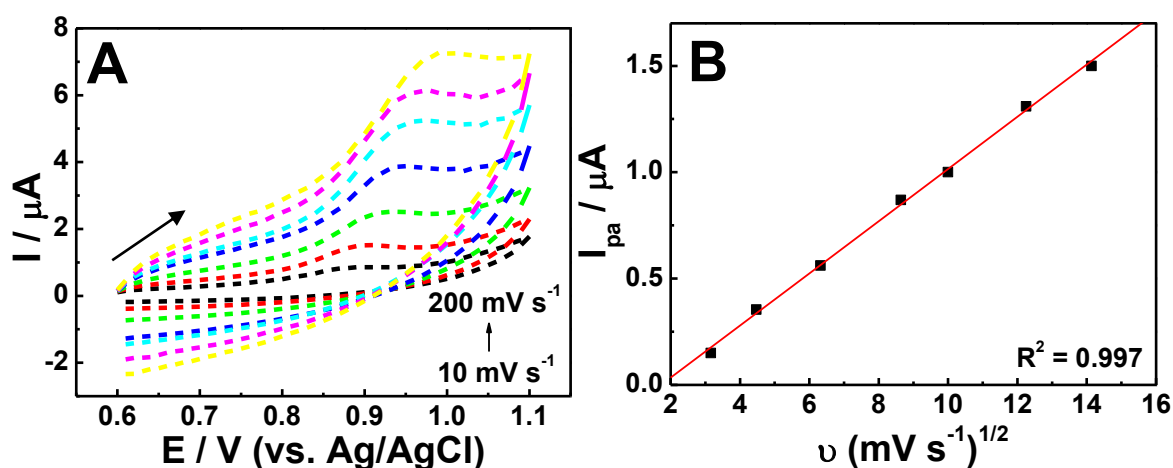 A
I / μA
8
6
4
2
0
-2
200 mV s⁻¹
10 mV s⁻¹
0.6 0.7 0.8 0.9 1.0 1.1
E / V (vs. Ag/AgCl)
B
I_pa / μA
1.5
1.0
0.5
0.0
R² = 0.997
2 4 6 8 10 12 14 16
υ (mV s⁻¹)^1/2